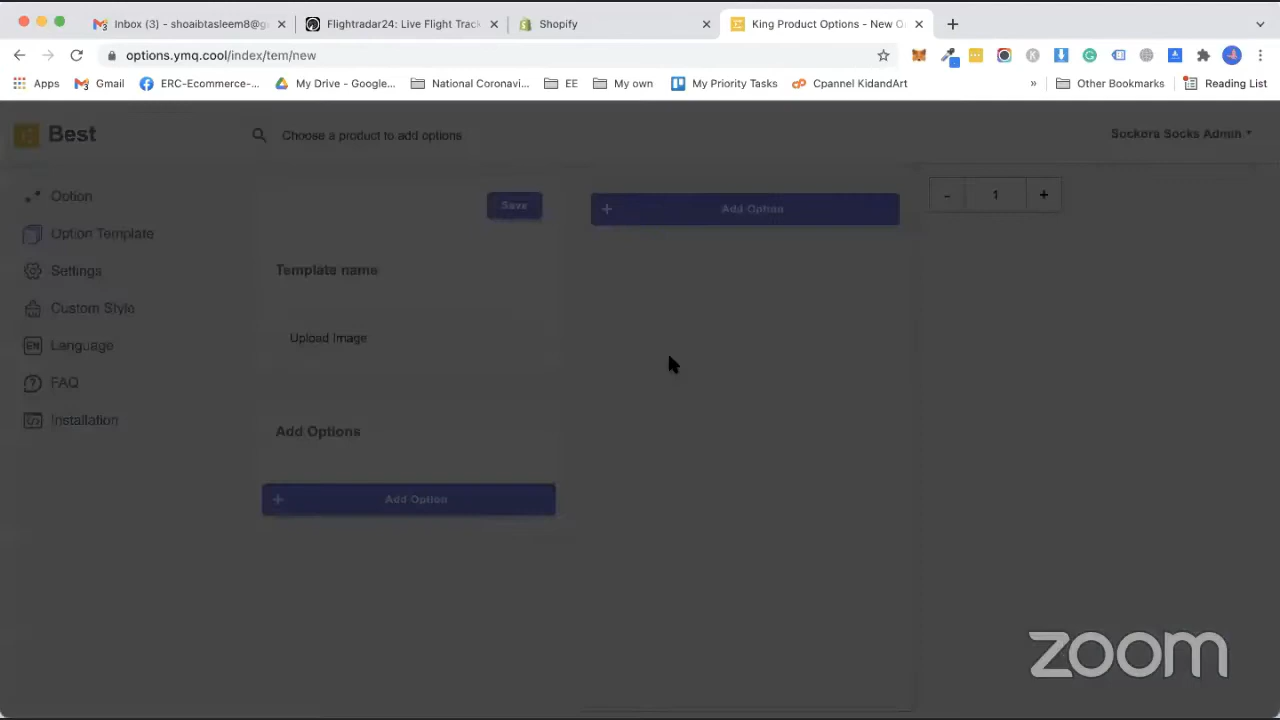 Inbox (3) - shoaibtasleem8@g
Flightradar24: Live Flight Track
Shopify
King Product Options - New O
options.ymq.cool/index/tem/new
Apps
Gmail
ERC-Ecommerce-...
My Drive - Google...
National Coronavi...
EE
My own
My Priority Tasks
Cpannel KidandArt
»
Other Bookmarks
Reading List
Best
Choose a product to add options
Sockora Socks Admin
Option
Option Template
Settings
Custom Style
EN Language
FAQ
Installation
Save
Template name
Upload Image
Add Options
+ Add Option
+ Add Option
- 1 +
zoom